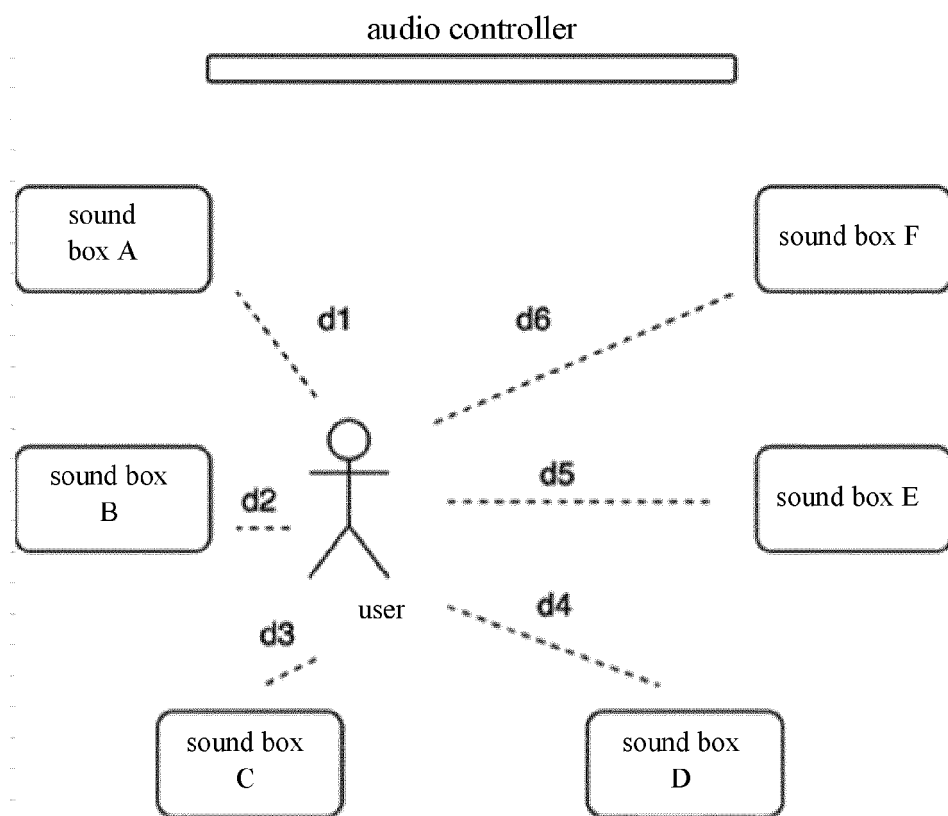 audio controller
sound
box A
sound box F
d1
d6
sound box
B
d2
d5
sound box E
user
d3
d4
sound box
C
sound box
D